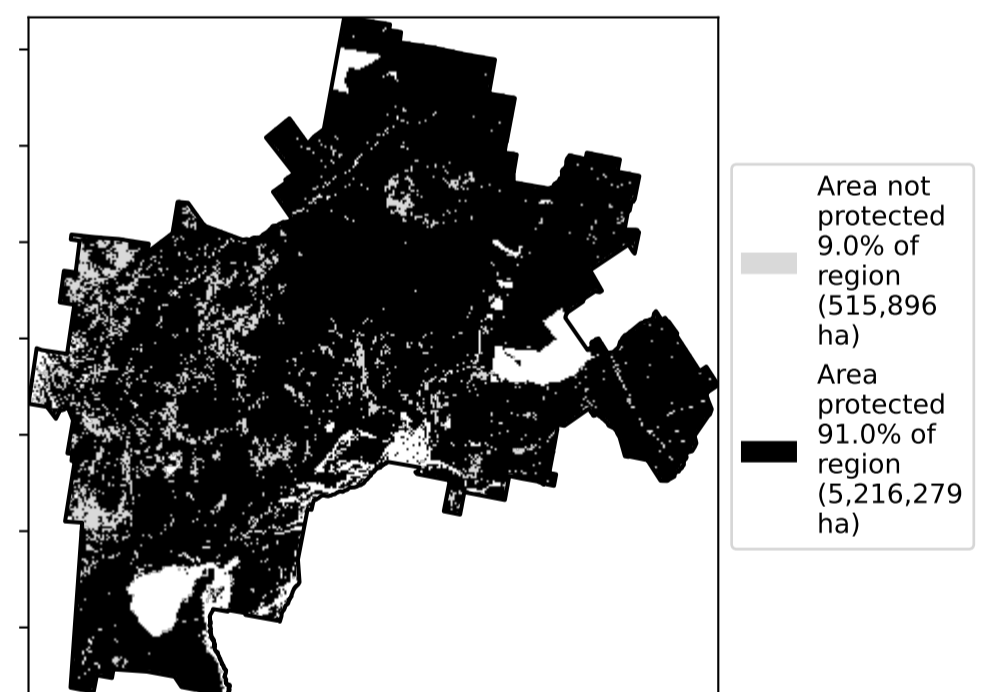 Area not
protected
9.0% of
region
(515,896
ha)
Area
protected
91.0% of
region
(5,216,279
ha)